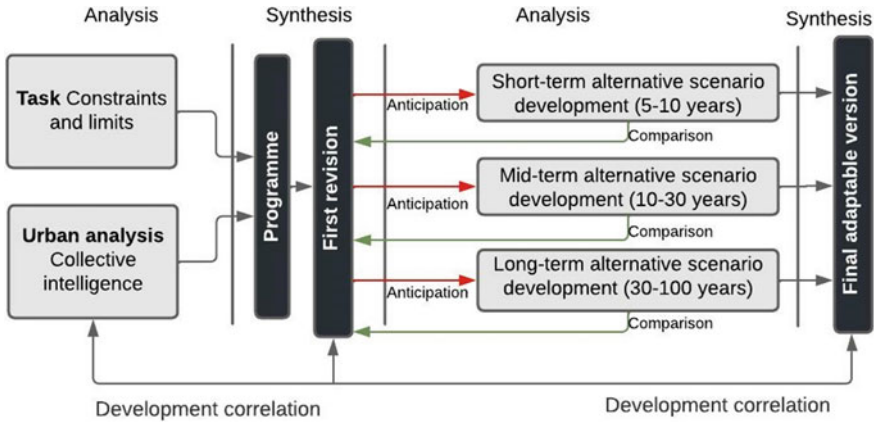 Analysis
Synthesis
Analysis
Synthesis
Task Constraints
and limits
Urban analysis
Collective
intelligence
Programme
First revision
Anticipation
Short-term alternative scenario
development (5-10 years)
Comparison
Anticipation
Mid-term alternative scenario
development (10-30 years)
Comparison
Anticipation
Long-term alternative scenario
development (30-100 years)
Comparison
Final adaptable version
Development correlation
Development correlation